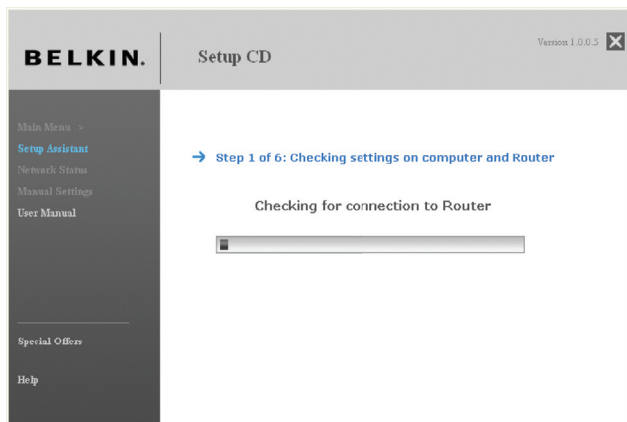 BELKIN.
Setup CD
Version 1.0.0.5
Main Menu >
Setup Assistant
Network Status
Manual Settings
User Manual
Special Offers
Help
Step 1 of 6: Checking settings on computer and Router
Checking for connection to Router